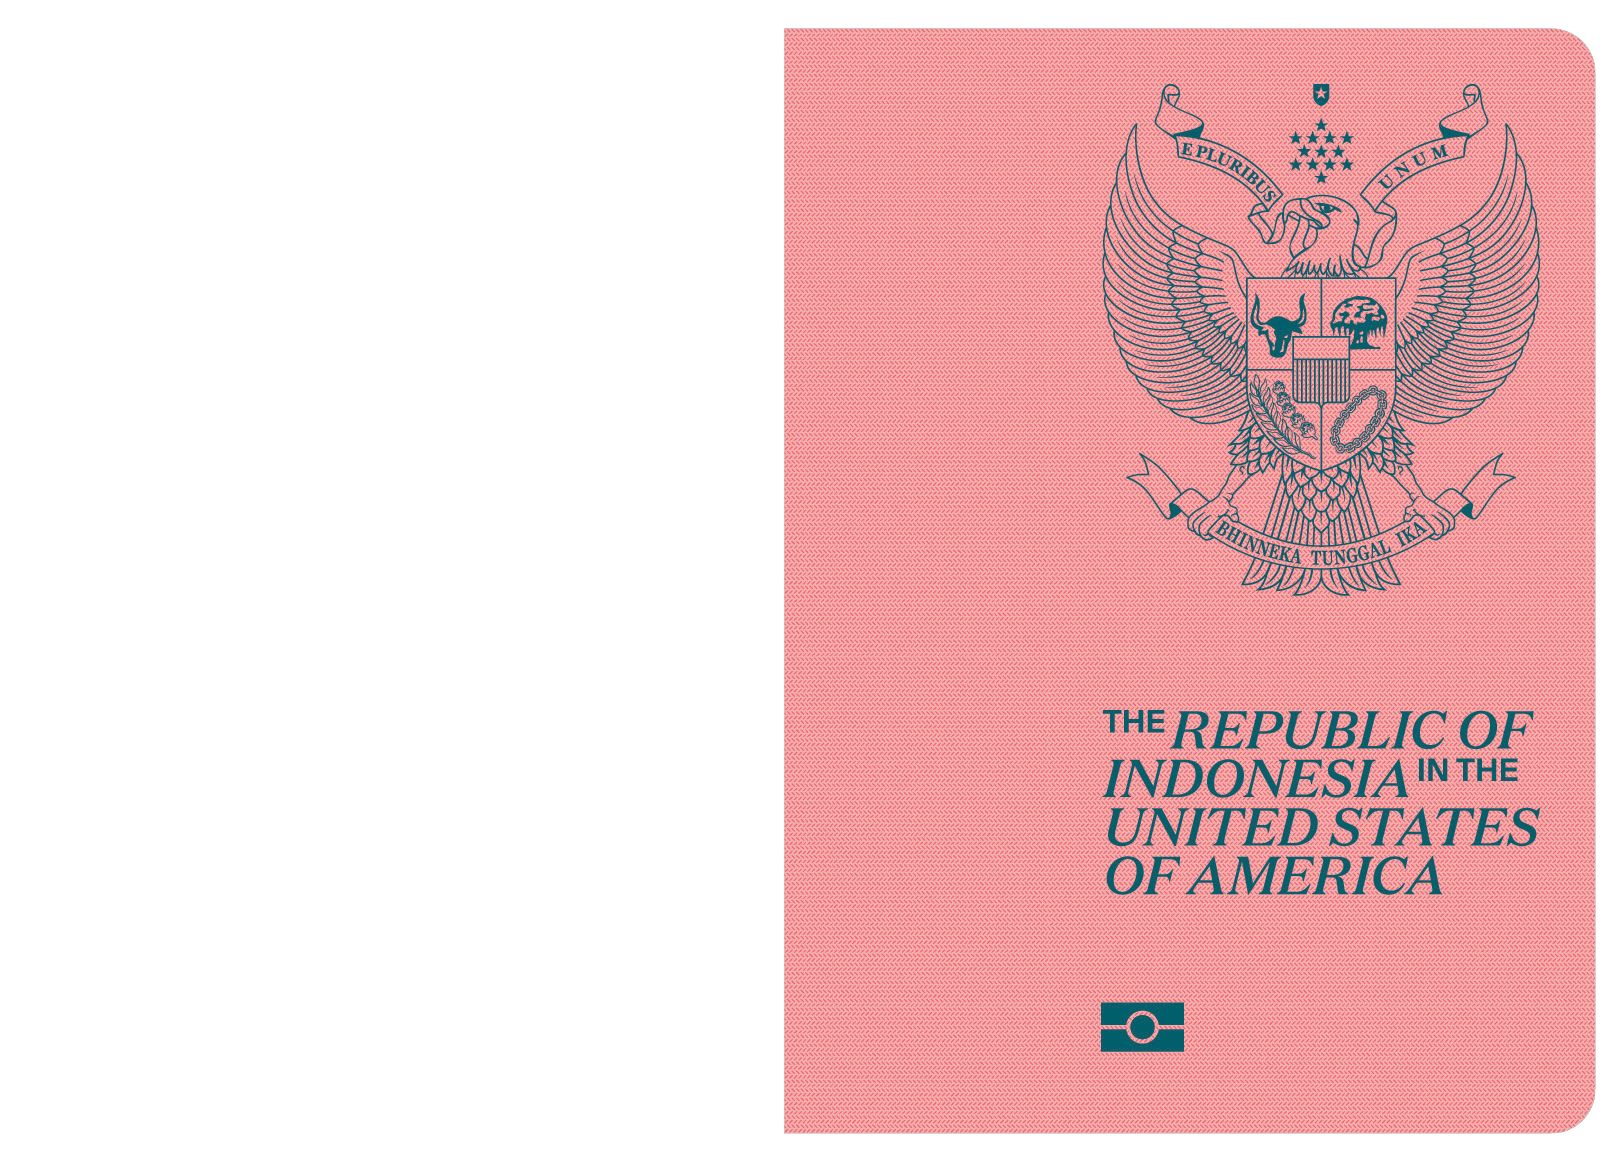 E PLURIBUS UNUM
BHINNEKA TUNGGAL IKA
THE REPUBLIC OF
INDONESIA IN THE
UNITED STATES
OF AMERICA